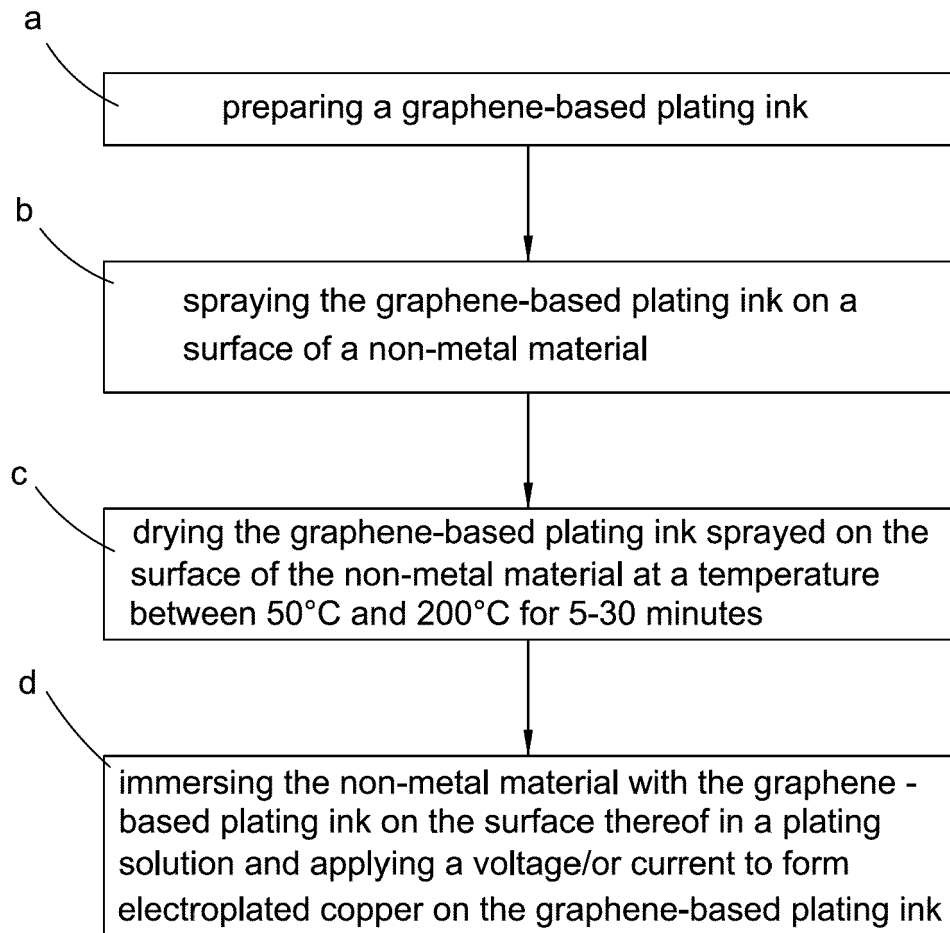 a
preparing a graphene-based plating ink
b
spraying the graphene-based plating ink on a
surface of a non-metal material
c
drying the graphene-based plating ink sprayed on the
surface of the non-metal material at a temperature
between 50°C and 200°C for 5-30 minutes
d
immersing the non-metal material with the graphene -
based plating ink on the surface thereof in a plating
solution and applying a voltage/or current to form
electroplated copper on the graphene-based plating ink